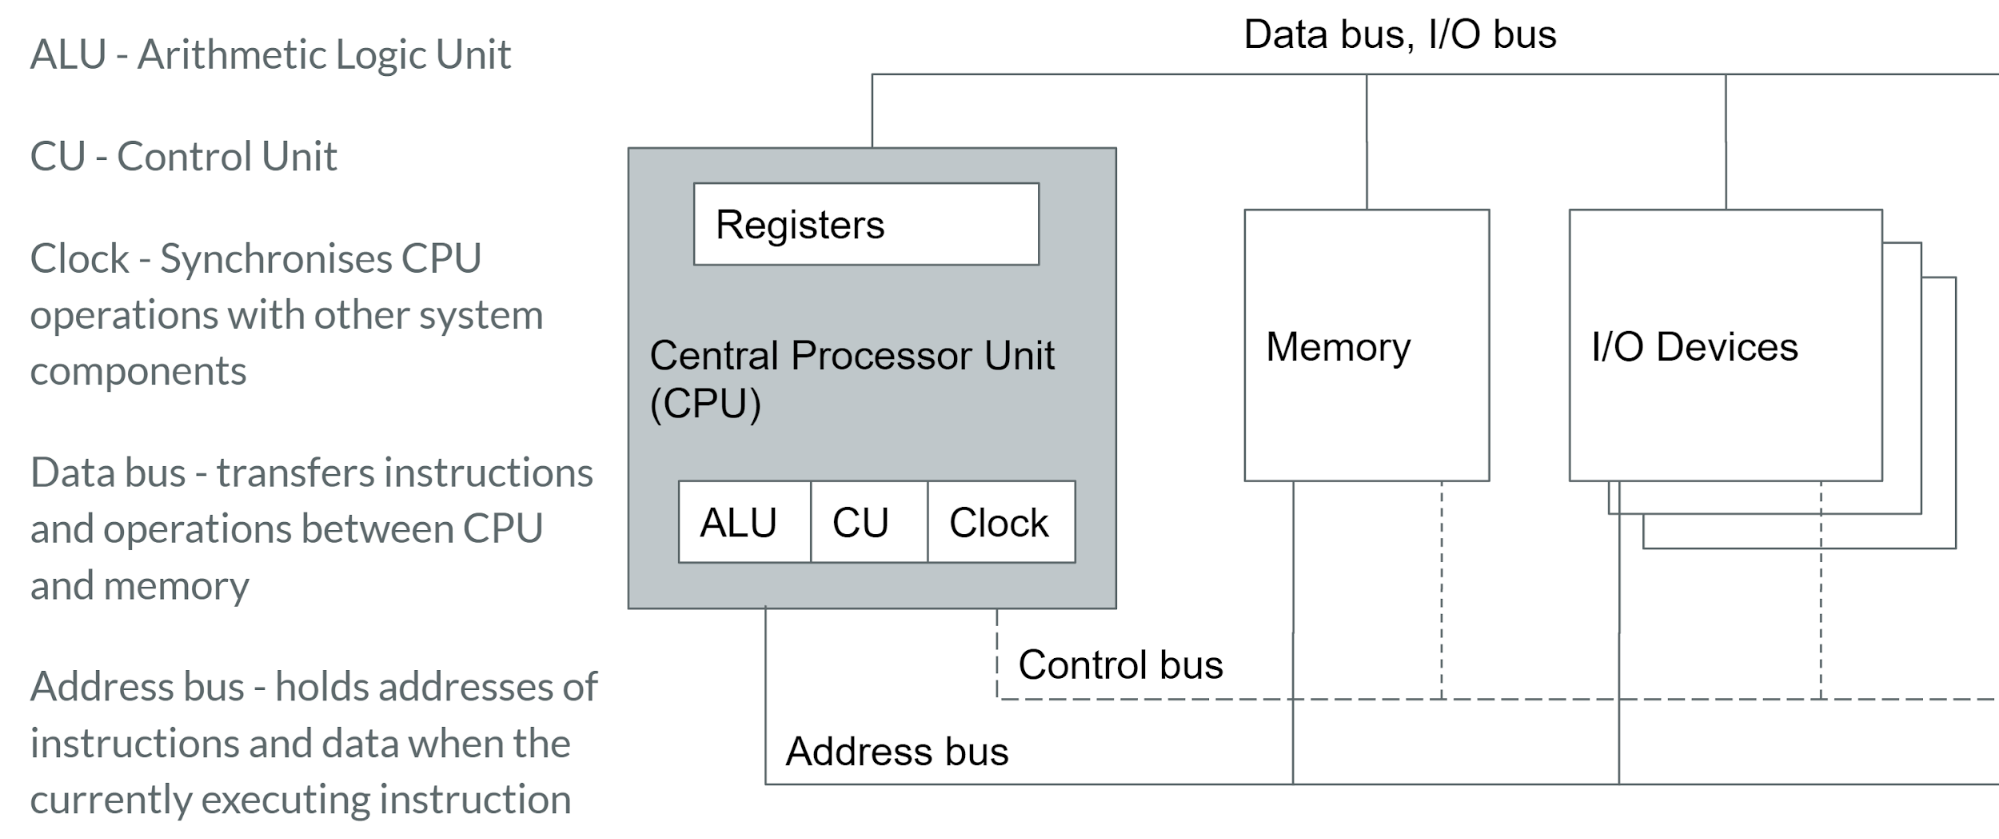 ALU - Arithmetic Logic Unit
CU - Control Unit
Clock - Synchronises CPU
operations with other system
components
Data bus - transfers instructions
and operations between CPU
and memory
Address bus - holds addresses of
instructions and data when the
currently executing instruction
Data bus, I/O bus
Registers
Central Processor Unit
(CPU)
ALU
CU
Clock
Memory
I/O Devices
Control bus
Address bus